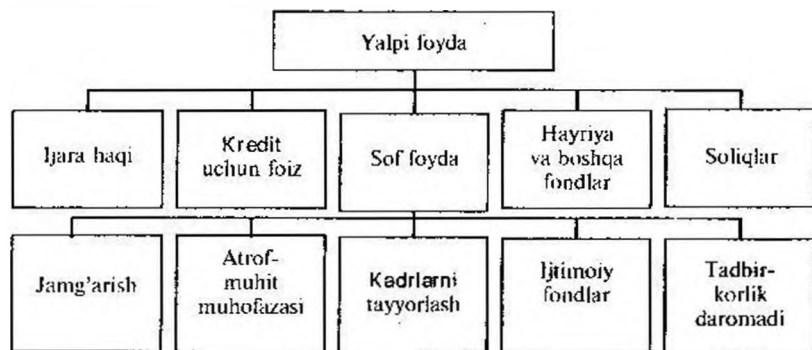 Yalpi foyda
Ijara haqi
Kredit
uchun foiz
Sof foyda
Hayriya
va boshqa
fondlar
Soliqlar
Jamg'arish
Atrof-
muhit
muhofazasi
Kadrlarni
tayyorlash
Ijtimoiy
fondlar
Tadbir-
korlik
daromadi